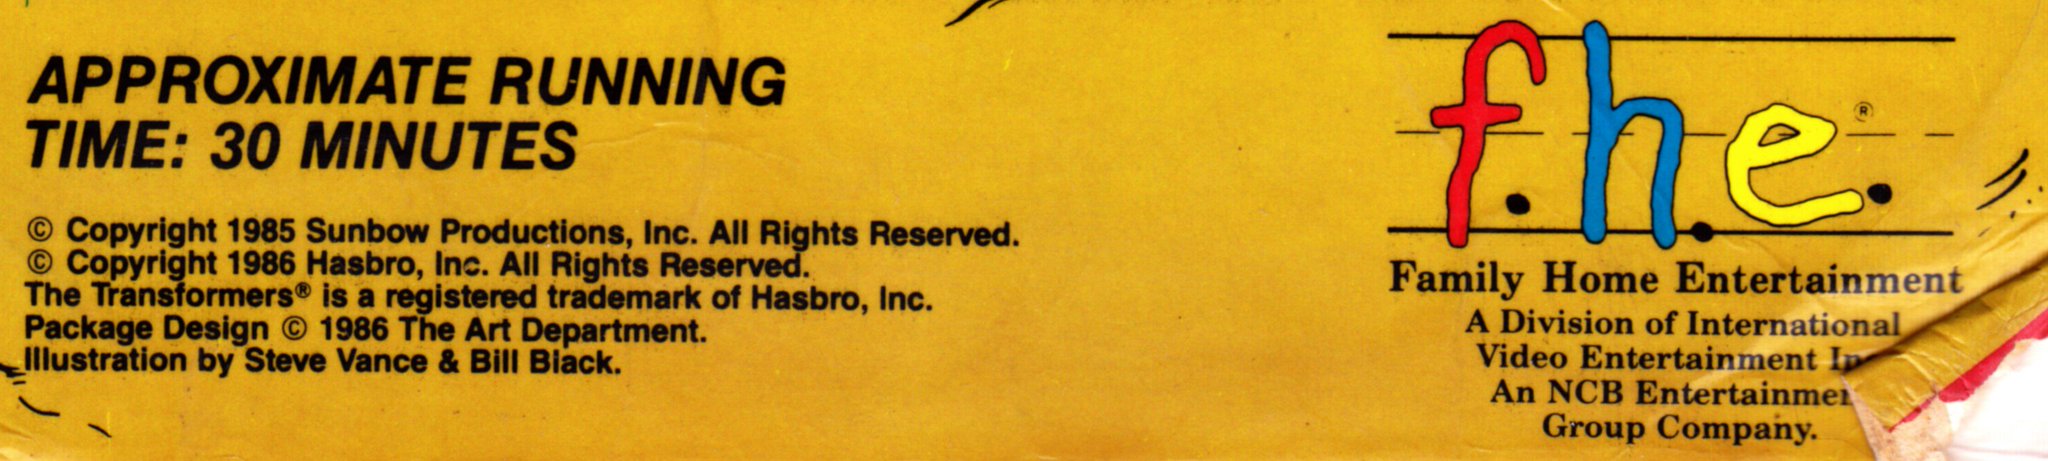 APPROXIMATE RUNNING
TIME: 30 MINUTES
© Copyright 1985 Sunbow Productions, Inc. All Rights Reserved.
© Copyright 1986 Hasbro, Inc. All Rights Reserved.
The Transformers® is a registered trademark of Hasbro, Inc.
Package Design © 1986 The Art Department.
Illustration by Steve Vance & Bill Black.
f.h.e.®
Family Home Entertainment
A Division of International
Video Entertainment
An NCB Entertainmen
Group Company.